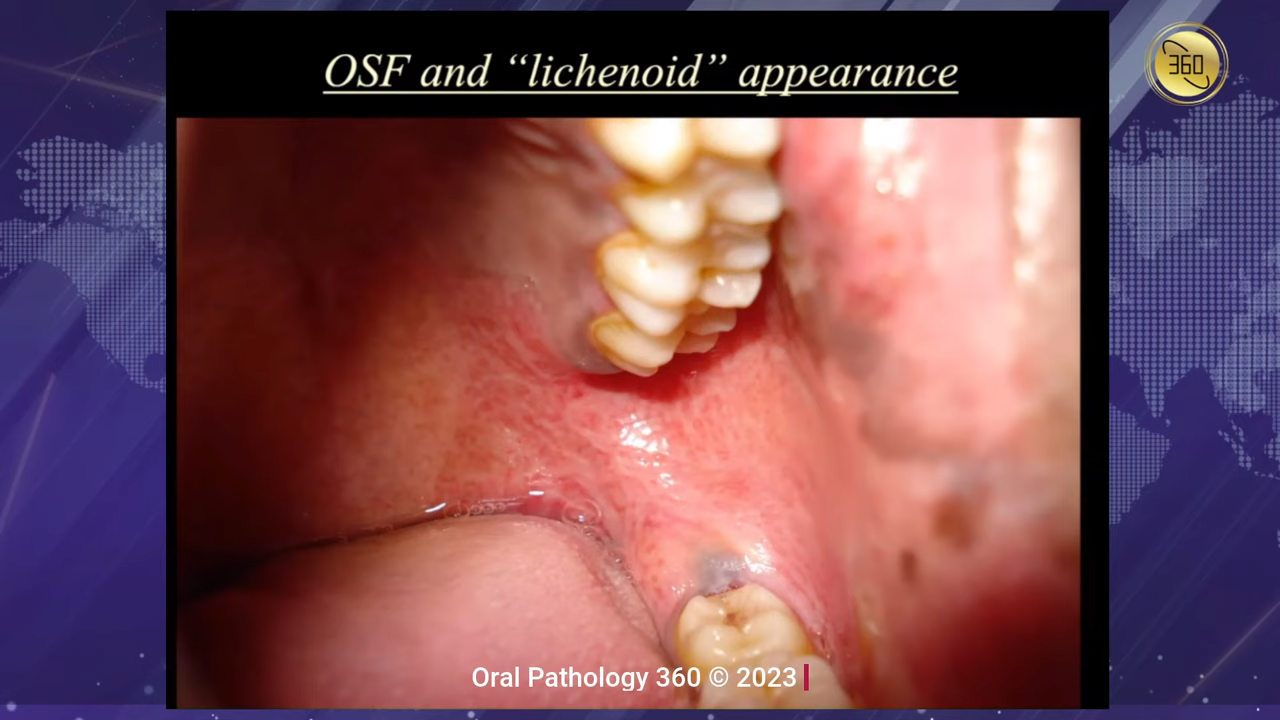 OSF and “lichenoid” appearance
360
Oral Pathology 360 © 2023